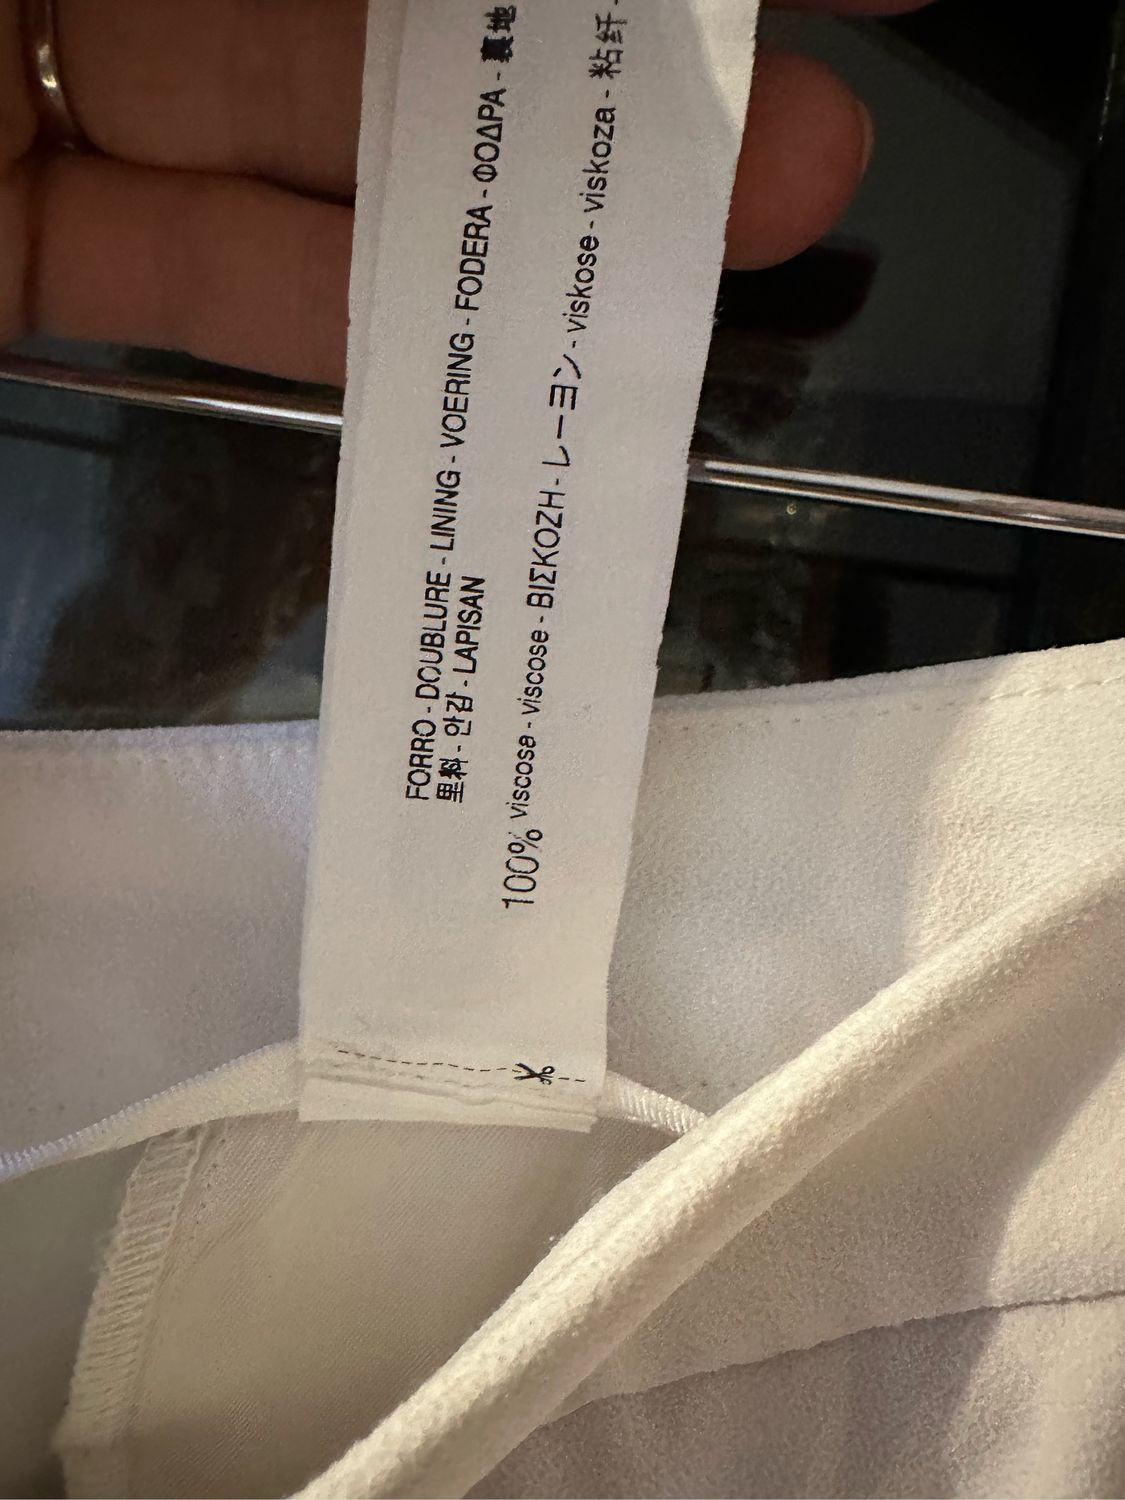 FORRO - DOUBLURE - LINING - VOERING - FODERA - ΦΟΔΡΑ - 裏地
里料 - 안감 - LAPISAN
100% viscosa - viscose - ΒΙΣΚΟΖΗ - レーヨン - viskose - viskoza - 粘纤 -